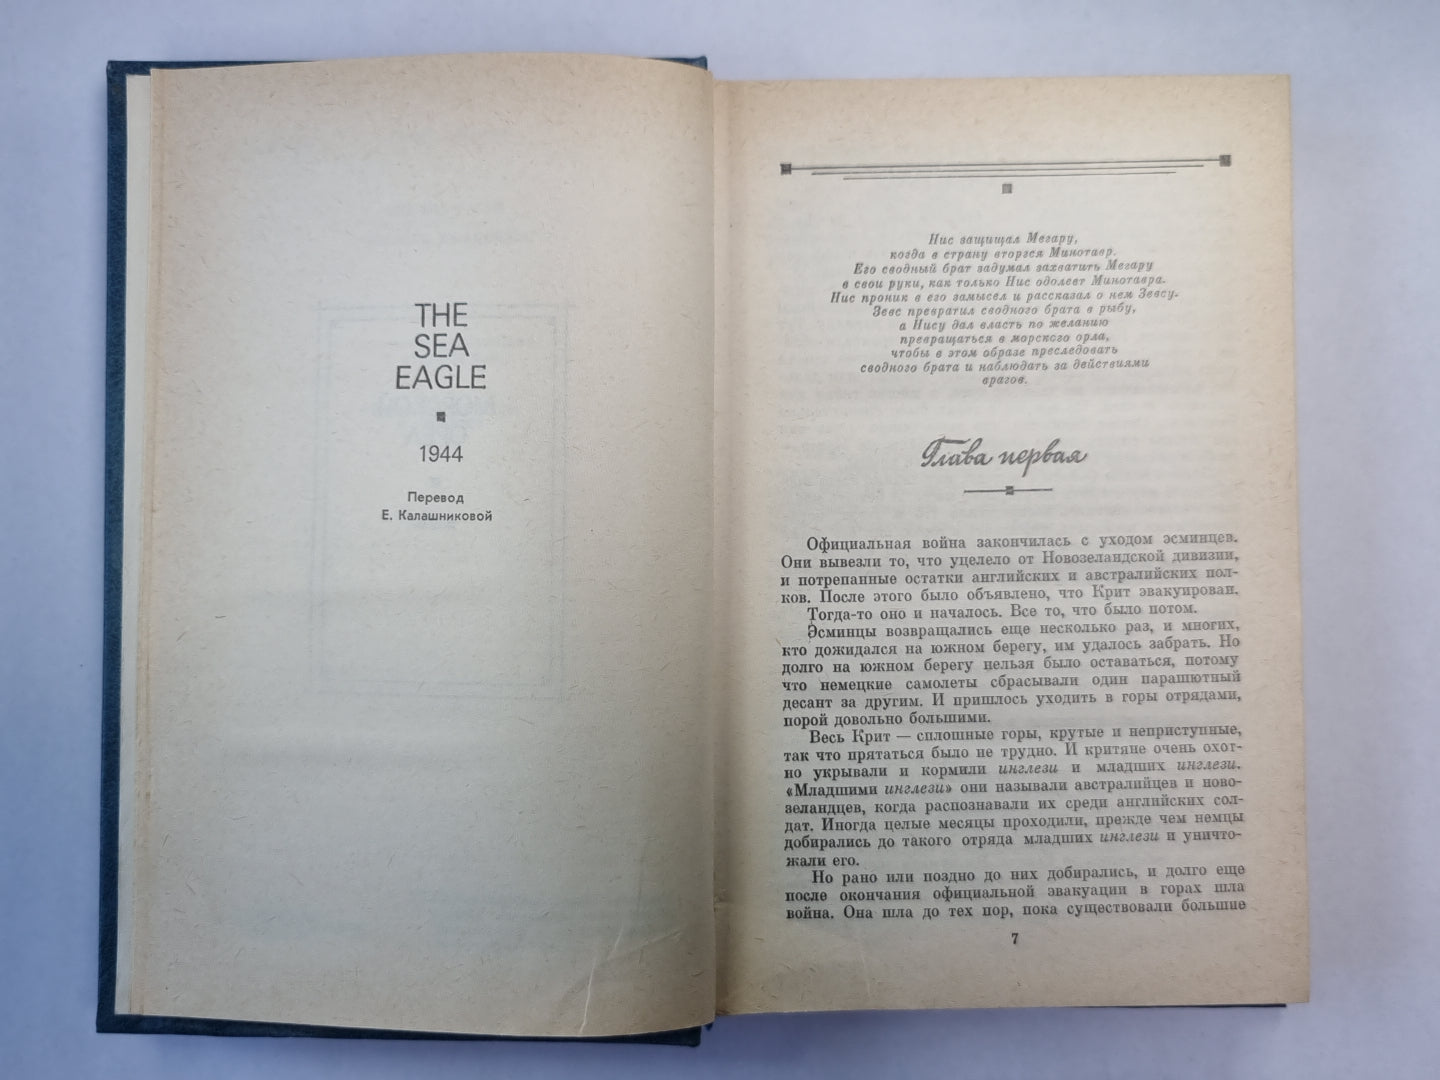 THE
SEA
EAGLE
1944
Перевод
Е. Калашниковой
Нис защищал Мегару,
когда в страну вторгся Минотавр.
Его сводный брат задумал захватить Мегару
в свои руки, как только Нис одолеет Минотавра.
Нис проник в его замысел и рассказал о нем Зевсу.
Зевс превратил сводного брата в рыбу,
а Нису дал власть по желанию
превращаться в морского орла,
чтобы в этом образе преследовать
сводного брата и наблюдать за действиями
врагов.
Глава первая
Официальная война закончилась с уходом эсминцев.
Они вывезли то, что уцелело от Новозеландской дивизии,
и потрепанные остатки английских и австралийских пол-
ков. После этого было объявлено, что Крит эвакуирован.
Тогда-то оно и началось. Все то, что было потом.
Эсминцы возвращались еще несколько раз, и многих,
кто дожидался на южном берегу, им удалось забрать. Но
долго на южном берегу нельзя было оставаться, потому
что немецкие самолеты сбрасывали один парашютный
десант за другим. И пришлось уходить в горы отрядами,
порой довольно большими.
Весь Крит — сплошные горы, крутые и неприступные,
так что прятаться было не трудно. И критяне очень охот-
но укрывали и кормили инглези и младших инглези.
«Младшими инглези» они называли австралийцев и ново-
зеландцев, когда распознавали их среди английских сол-
дат. Иногда целые месяцы проходили, прежде чем немцы
добирались до такого отряда младших инглези и уничто-
жали его.
Но рано или поздно до них добирались, и долго еще
после окончания официальной эвакуации в горах шла
война. Она шла до тех пор, пока существовали большие
7